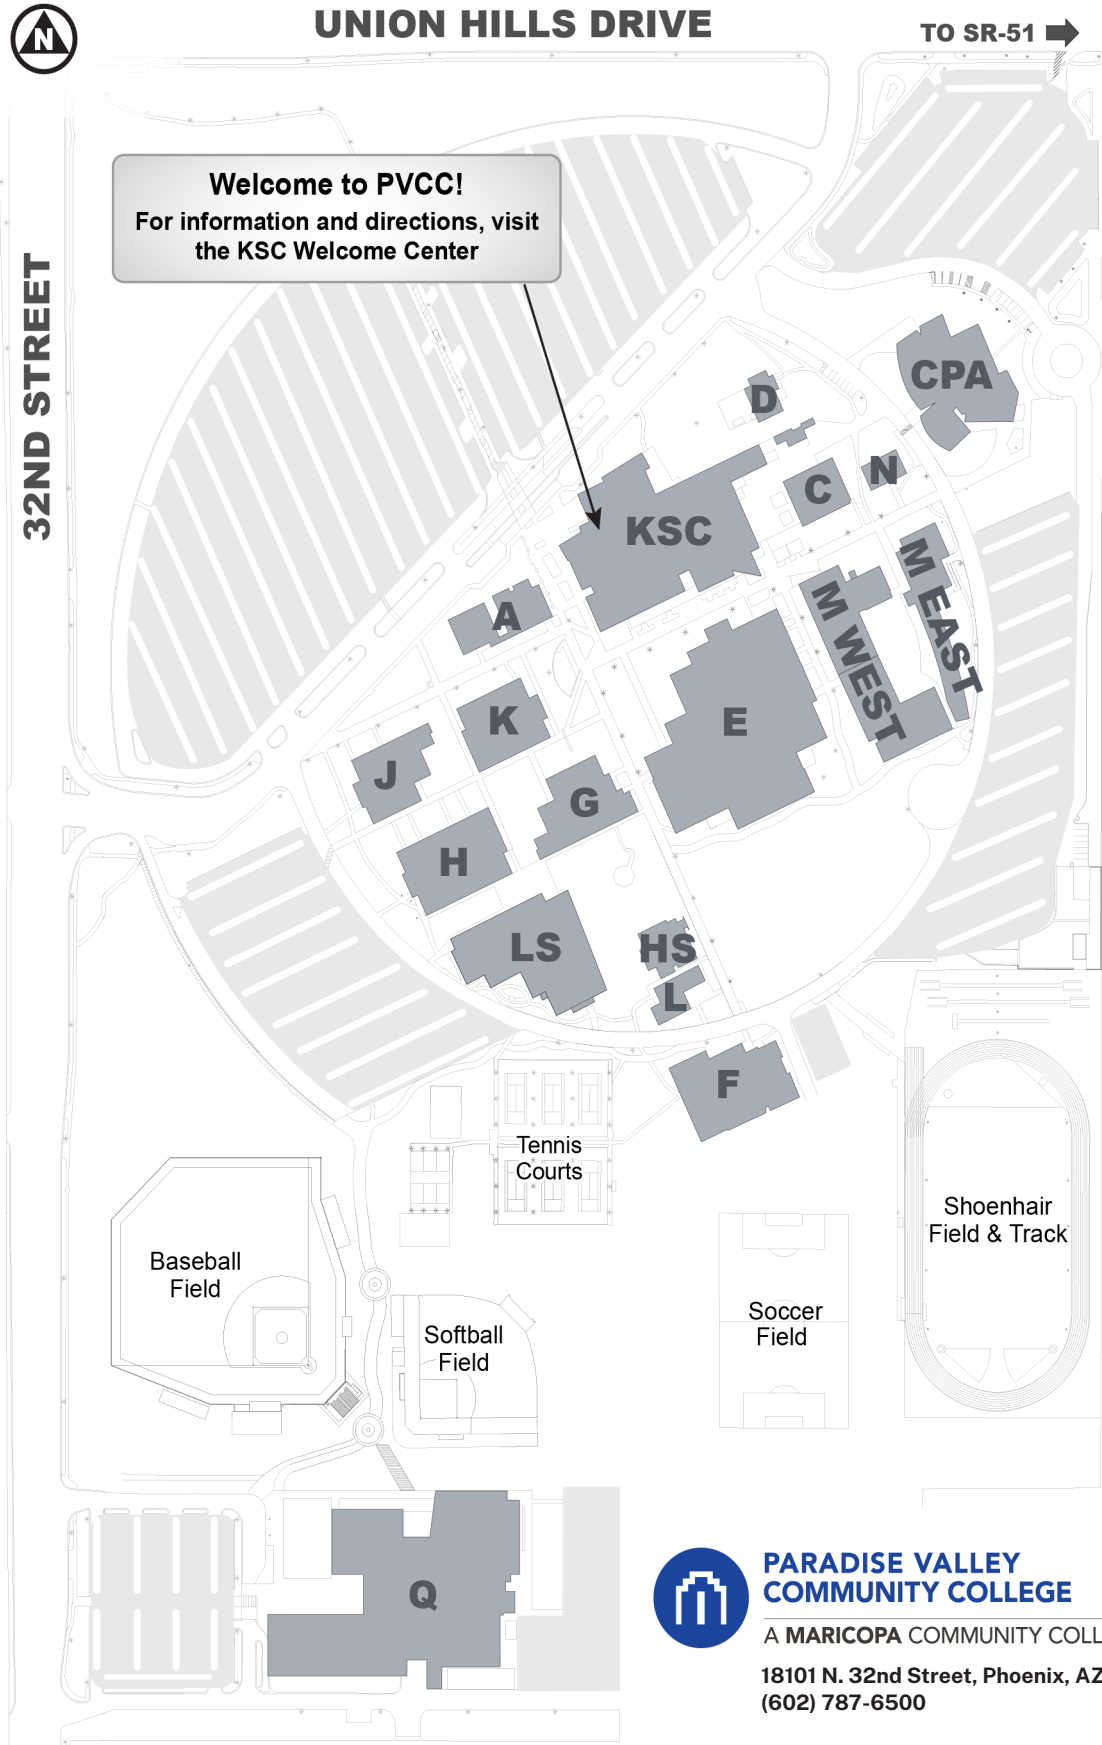 N
UNION HILLS DRIVE
TO SR-51
Welcome to PVCC!
For information and directions, visit
the KSC Welcome Center
32ND STREET
CPA
D
N
C
KSC
M EAST
M WEST
A
K
E
J
G
H
LS
HS
L
F
Tennis
Courts
Shoenhair
Field & Track
Baseball
Field
Soccer
Field
Softball
Field
Q
PARADISE VALLEY
COMMUNITY COLLEGE
A MARICOPA COMMUNITY COLL
18101 N. 32nd Street, Phoenix, AZ
(602) 787-6500